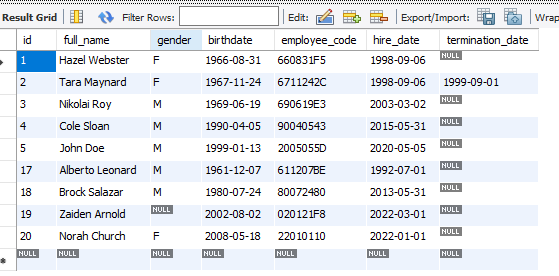 Result Grid Filter Rows: Edit: Export/Import: Wrap
id full_name gender birthdate employee_code hire_date termination_date
1 Hazel Webster F 1966-08-31 660831F5 1998-09-06 NULL
2 Tara Maynard F 1967-11-24 6711242C 1998-09-06 1999-09-01
3 Nikolai Roy M 1969-06-19 690619E3 2003-03-02 NULL
4 Cole Sloan M 1990-04-05 90040543 2015-05-31 NULL
5 John Doe M 1999-01-13 2005055D 2020-05-05 NULL
17 Alberto Leonard M 1961-12-07 611207BE 1992-07-01 NULL
18 Brock Salazar M 1980-07-24 80072480 2013-05-31 NULL
19 Zaiden Arnold NULL 2002-08-02 020121F8 2022-03-01 NULL
20 Norah Church F 2008-05-18 22010110 2022-01-01 NULL
NULL NULL NULL NULL NULL NULL NULL